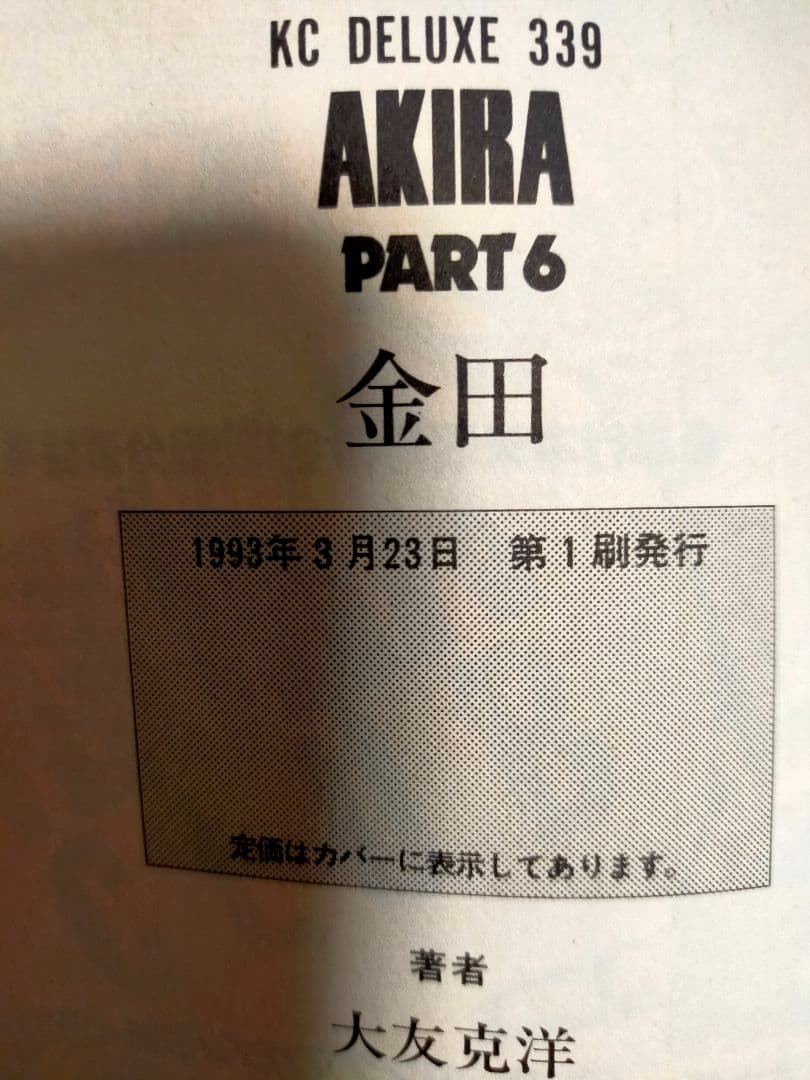 KC DELUXE 339
AKIRA
PART 6
金田
1993年3月23日　第1刷発行
定価はカバーに表示してあります。
著者
大友克洋